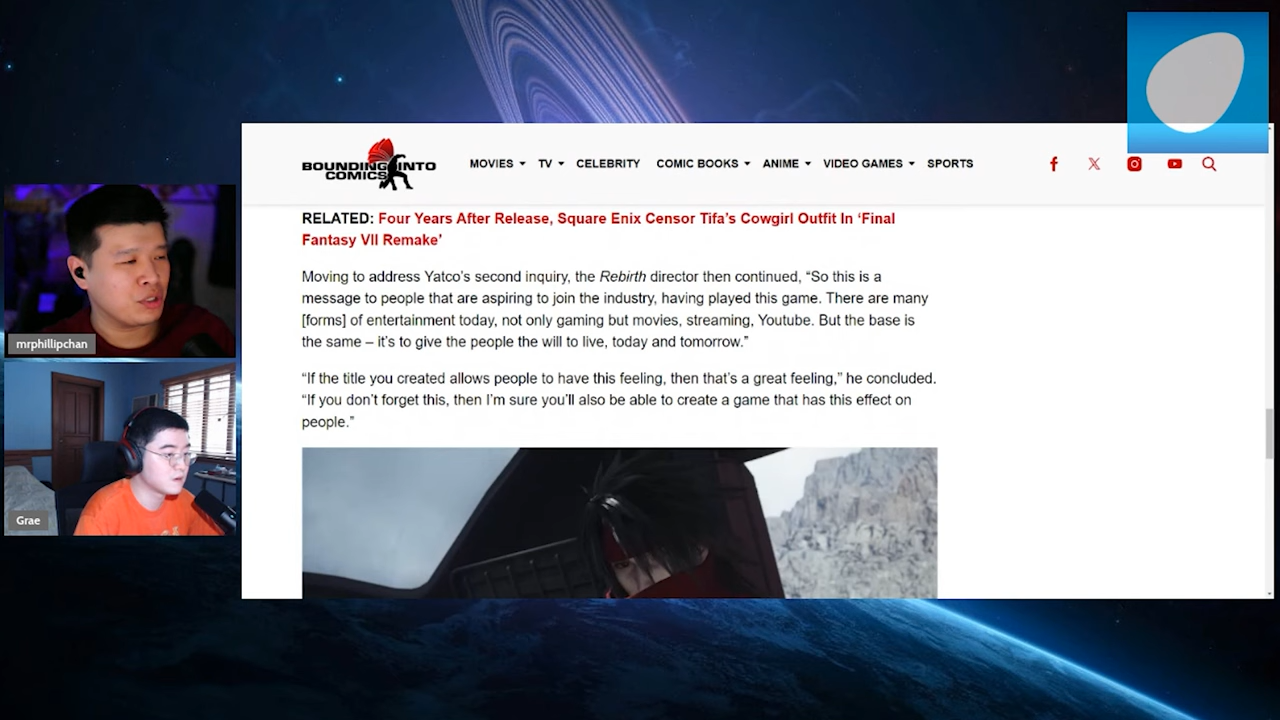 BOUNDING INTO
COMICS
MOVIES TV CELEBRITY COMIC BOOKS ANIME VIDEO GAMES SPORTS
RELATED: Four Years After Release, Square Enix Censor Tifa’s Cowgirl Outfit In ‘Final
Fantasy VII Remake’
Moving to address Yatco’s second inquiry, the Rebirth director then continued, “So this is a
message to people that are aspiring to join the industry, having played this game. There are many
[forms] of entertainment today, not only gaming but movies, streaming, Youtube. But the base is
the same – it’s to give the people the will to live, today and tomorrow.”
“If the title you created allows people to have this feeling, then that’s a great feeling,” he concluded.
“If you don’t forget this, then I’m sure you’ll also be able to create a game that has this effect on
people.”
mrphillipchan
Grae